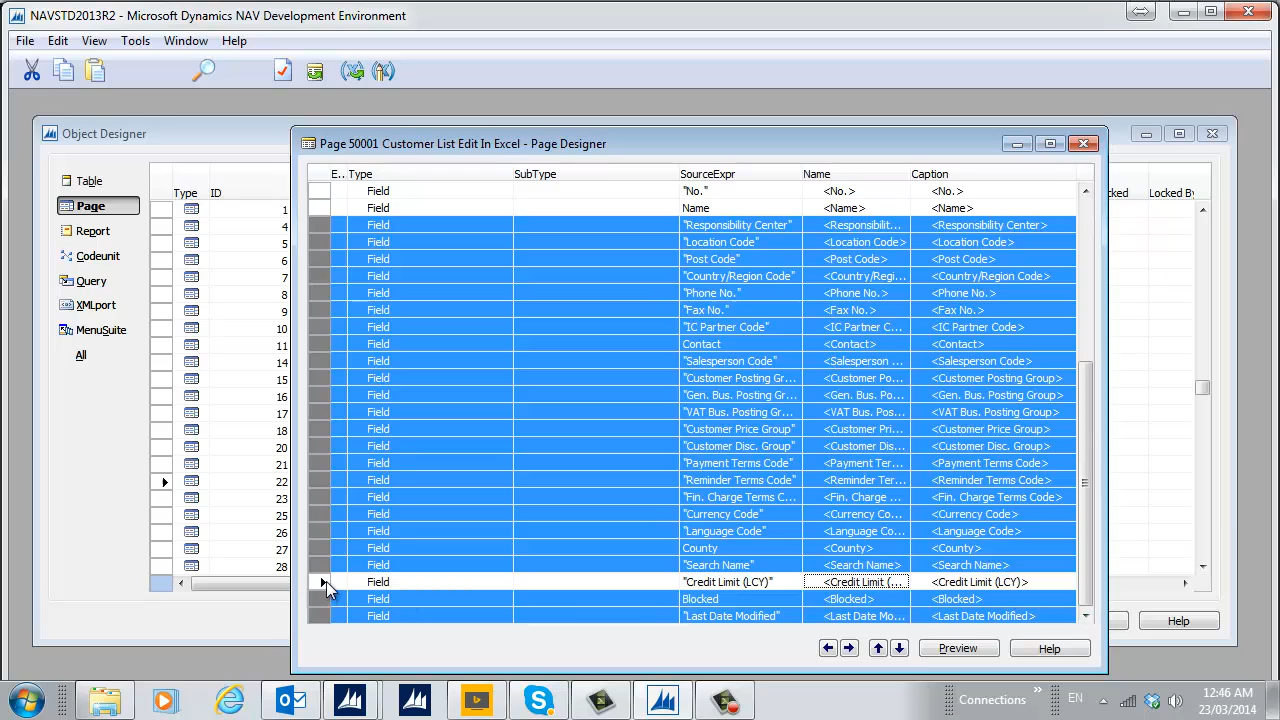 NAVSTD2013R2 - Microsoft Dynamics NAV Development Environment
File Edit View Tools Window Help
Object Designer
Table
Page
Report
Codeunit
Query
XMLport
MenuSuite
All
Type ID
1
4
5
6
7
8
9
10
11
14
15
16
17
18
20
21
22
23
25
26
27
28
Locked By
Help
Page 50001 Customer List Edit In Excel - Page Designer
E.. Type SubType SourceExpr Name Caption
Field "No." <No.> <No.>
Field Name <Name> <Name>
Field "Responsibility Center" <Responsibilit... <Responsibility Center>
Field "Location Code" <Location Code> <Location Code>
Field "Post Code" <Post Code> <Post Code>
Field "Country/Region Code" <Country/Regi... <Country/Region Code>
Field "Phone No." <Phone No.> <Phone No.>
Field "Fax No." <Fax No.> <Fax No.>
Field "IC Partner Code" <IC Partner C... <IC Partner Code>
Field Contact <Contact> <Contact>
Field "Salesperson Code" <Salesperson ... <Salesperson Code>
Field "Customer Posting Gr... <Customer Po... <Customer Posting Group>
Field "Gen. Bus. Posting Gr... <Gen. Bus. Po... <Gen. Bus. Posting Group>
Field "VAT Bus. Posting Gr... <VAT Bus. Pos... <VAT Bus. Posting Group>
Field "Customer Price Group" <Customer Pri... <Customer Price Group>
Field "Customer Disc. Group" <Customer Dis... <Customer Disc. Group>
Field "Payment Terms Code" <Payment Ter... <Payment Terms Code>
Field "Reminder Terms Code" <Reminder Ter... <Reminder Terms Code>
Field "Fin. Charge Terms C... <Fin. Charge ... <Fin. Charge Terms Code>
Field "Currency Code" <Currency Co... <Currency Code>
Field "Language Code" <Language Co... <Language Code>
Field County <County> <County>
Field "Search Name" <Search Name> <Search Name>
Field "Credit Limit (LCY)" <Credit Limit (... <Credit Limit (LCY)>
Field Blocked <Blocked> <Blocked>
Field "Last Date Modified" <Last Date Mo... <Last Date Modified>
Preview Help
Connections » EN 12:46 AM
23/03/2014